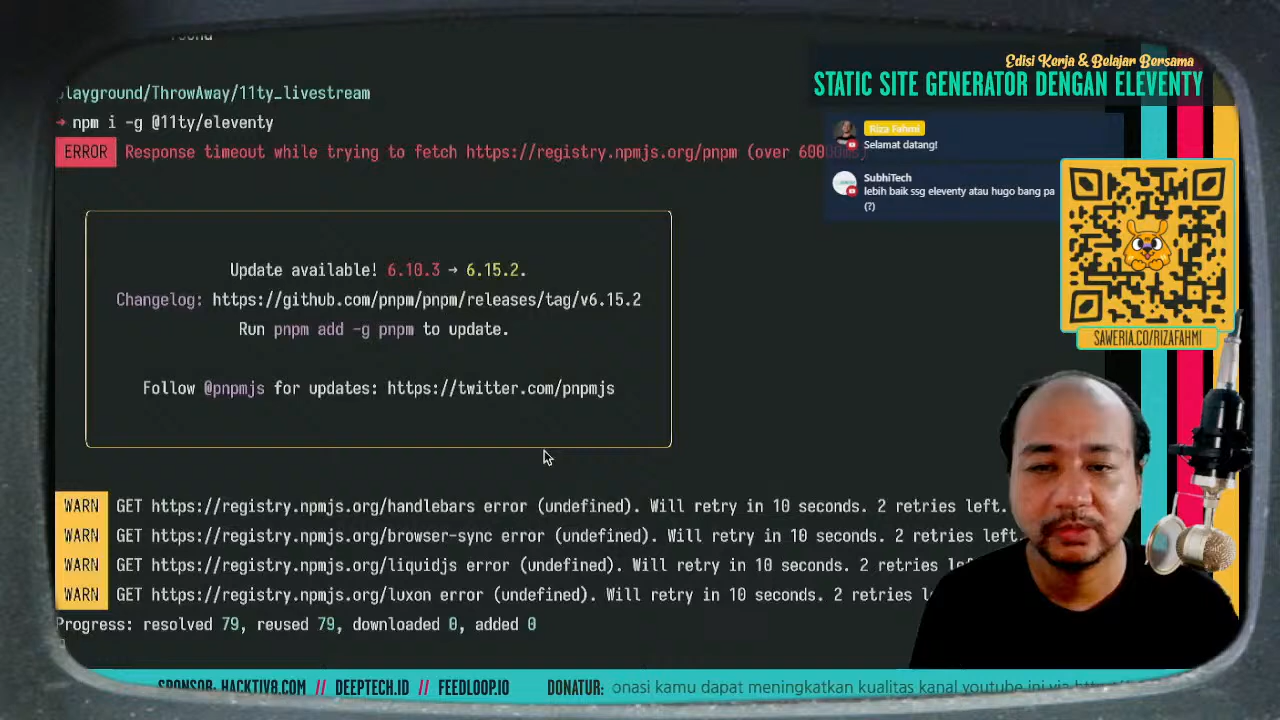 playground/ThrowAway/11ty_livestream
→ npm i -g @11ty/eleventy
ERROR Response timeout while trying to fetch https://registry.npmjs.org/pnpm (over 60000ms)
Update available! 6.10.3 → 6.15.2.
Changelog: https://github.com/pnpm/pnpm/releases/tag/v6.15.2
Run pnpm add -g pnpm to update.
Follow @pnpmjs for updates: https://twitter.com/pnpmjs
WARN GET https://registry.npmjs.org/handlebars error (undefined). Will retry in 10 seconds. 2 retries left.
WARN GET https://registry.npmjs.org/browser-sync error (undefined). Will retry in 10 seconds. 2 retries left.
WARN GET https://registry.npmjs.org/liquidjs error (undefined). Will retry in 10 seconds. 2 retries
WARN GET https://registry.npmjs.org/luxon error (undefined). Will retry in 10 seconds. 2 retries
Progress: resolved 79, reused 79, downloaded 0, added 0
Edisi Kerja & Belajar Bersama
STATIC SITE GENERATOR DENGAN ELEVENTY
Riza Fahmi
Selamat datang!
SubhiTech
lebih baik ssg eleventy atau hugo bang pa
(?)
SAWERIA.CO/RIZAFAHMI
SPONSOR: HACKTIV8.COM // DEEPTECH.ID // FEEDLOOP.IO DONATUR: onasi kamu dapat meningkatkan kualitas kanal youtube ini via